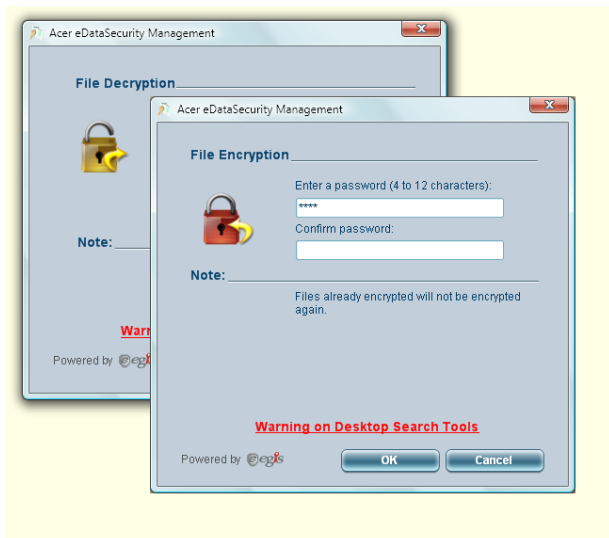 Acer eDataSecurity Management
File Decryption
Note:
Warr
Powered by egi
Acer eDataSecurity Management
File Encryption
Enter a password (4 to 12 characters):
****
Confirm password:
Note:
Files already encrypted will not be encrypted
again.
Warning on Desktop Search Tools
Powered by egis
OK
Cancel